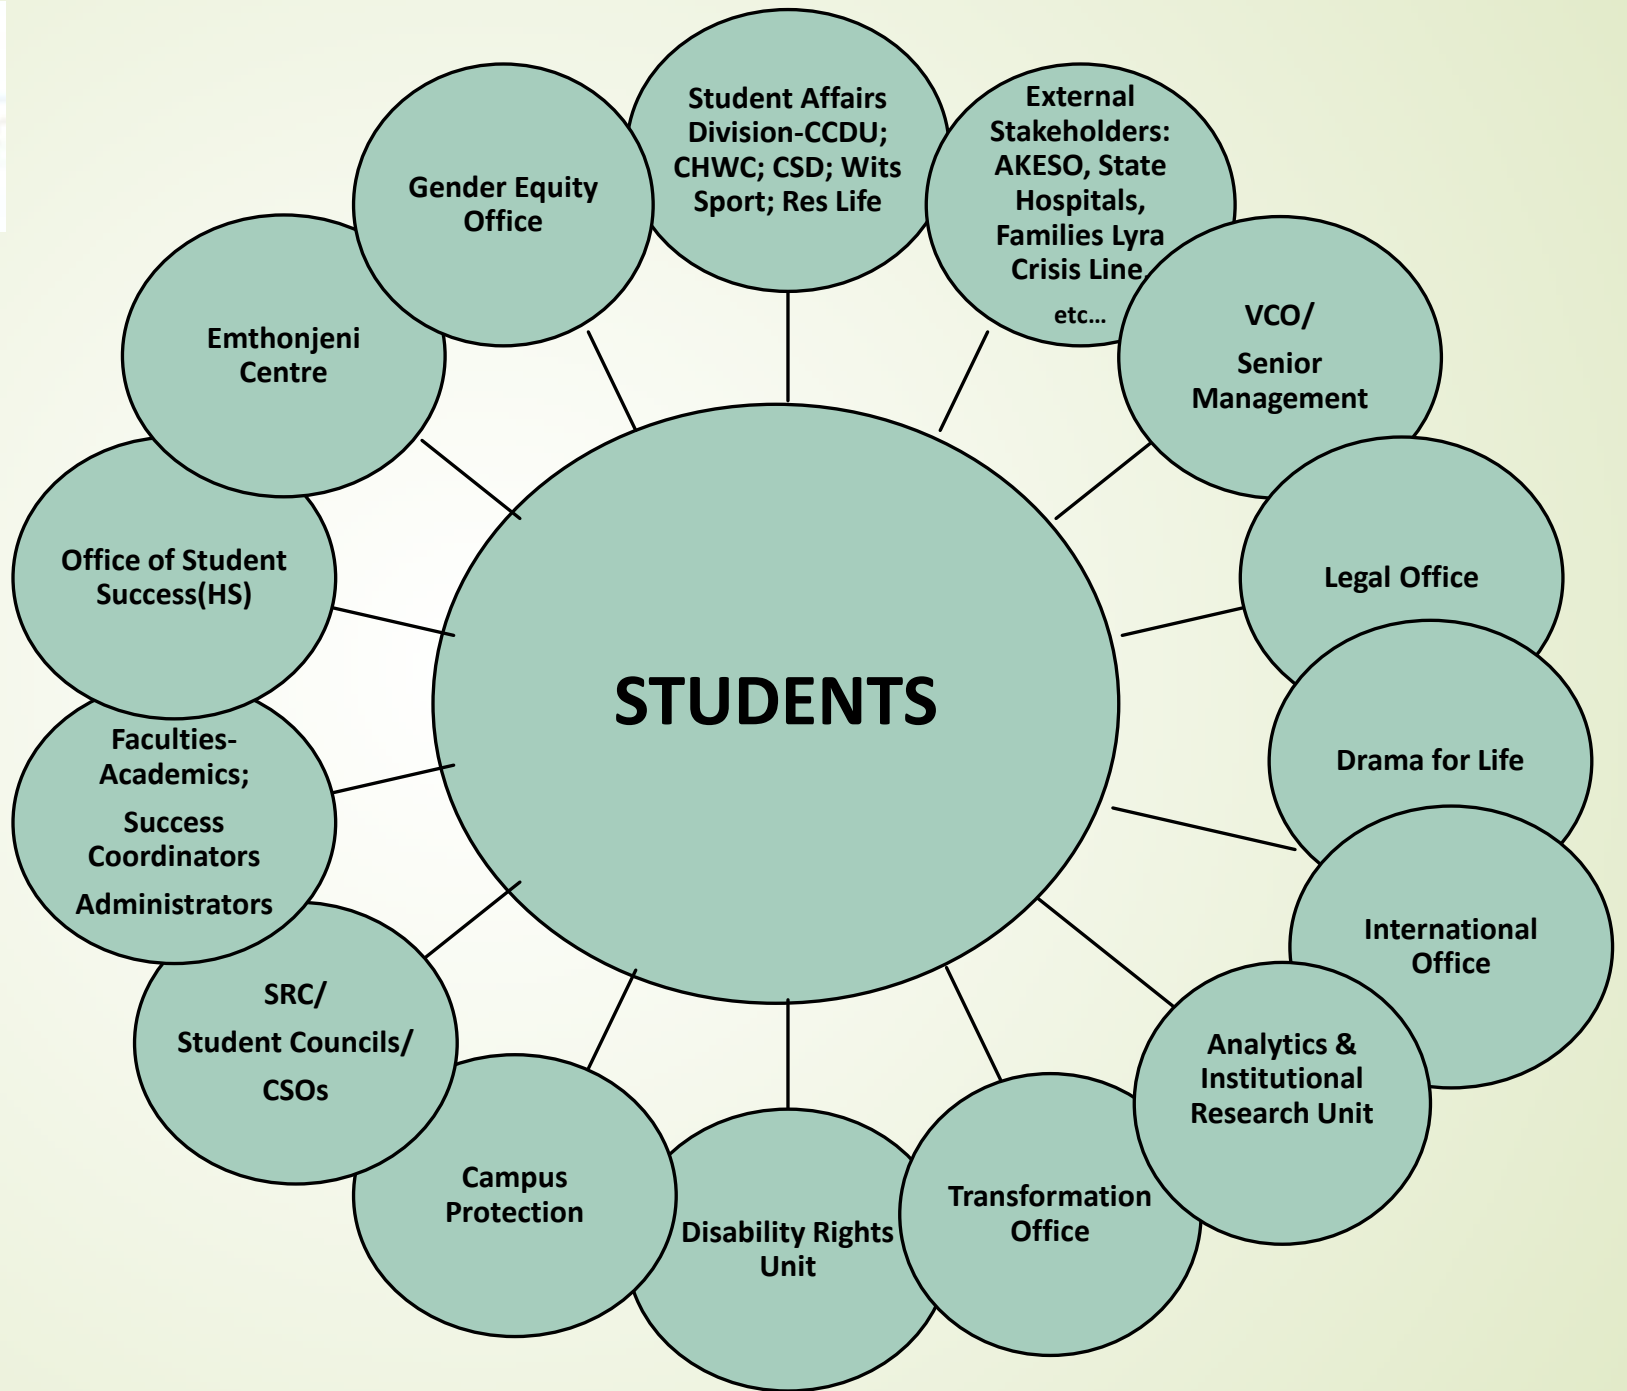 Student Affairs
Division-CCDU;
CHWC; CSD; Wits
Sport; Res Life
External
Stakeholders:
AKESO, State
Hospitals,
Families Lyra
Crisis Line,
etc...
VCO/
Senior
Management
Legal Office
Drama for Life
International
Office
Analytics &
Institutional
Research Unit
Transformation
Office
Disability Rights
Unit
Campus
Protection
SRC/
Student Councils/
CSOs
Faculties-
Academics;
Success
Coordinators
Administrators
Office of Student
Success(HS)
Emthonjeni
Centre
Gender Equity
Office
STUDENTS